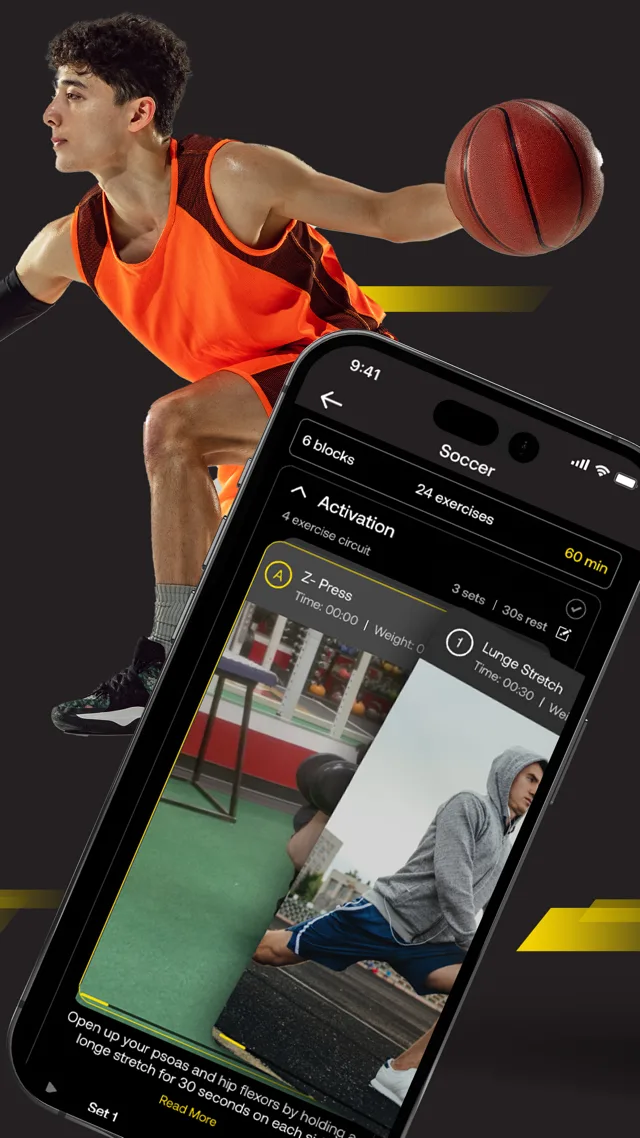 9:41
Soccer
6 blocks
24 exercises
60 min
Activation
4 exercise circuit
3 sets | 30s rest
A
Z- Press
Time: 00:00 | Weight: 0
1
Lunge Stretch
Time: 00:30 |
Open up your psoas and hip flexors by holding a
longe stretch for 30 seconds on each
Read More
Set 1